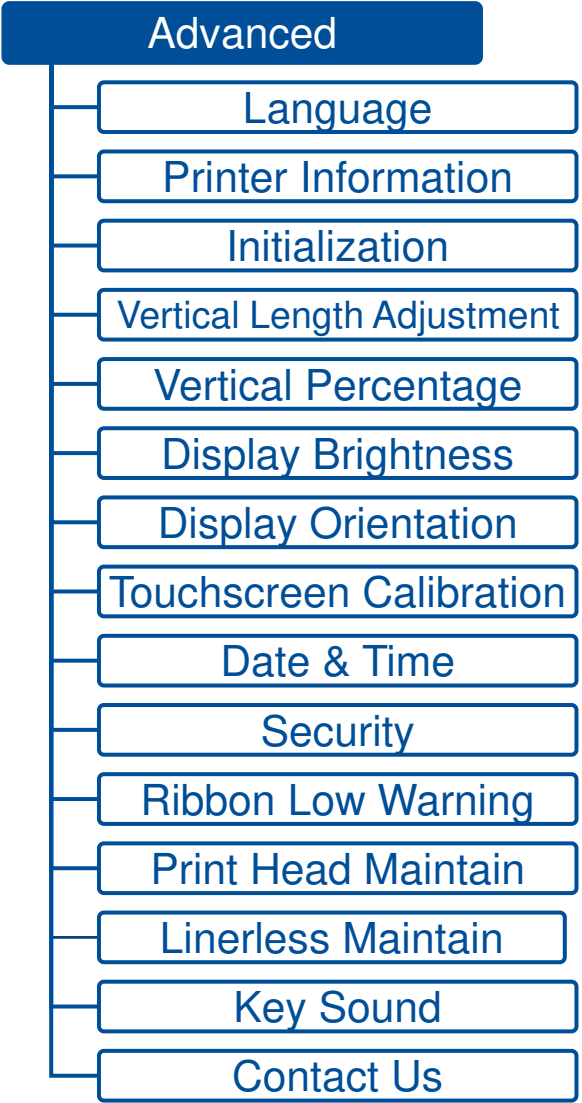 Advanced
Language
Printer Information
Initialization
Vertical Length Adjustment
Vertical Percentage
Display Brightness
Display Orientation
Touchscreen Calibration
Date & Time
Security
Ribbon Low Warning
Print Head Maintain
Linerless Maintain
Key Sound
Contact Us